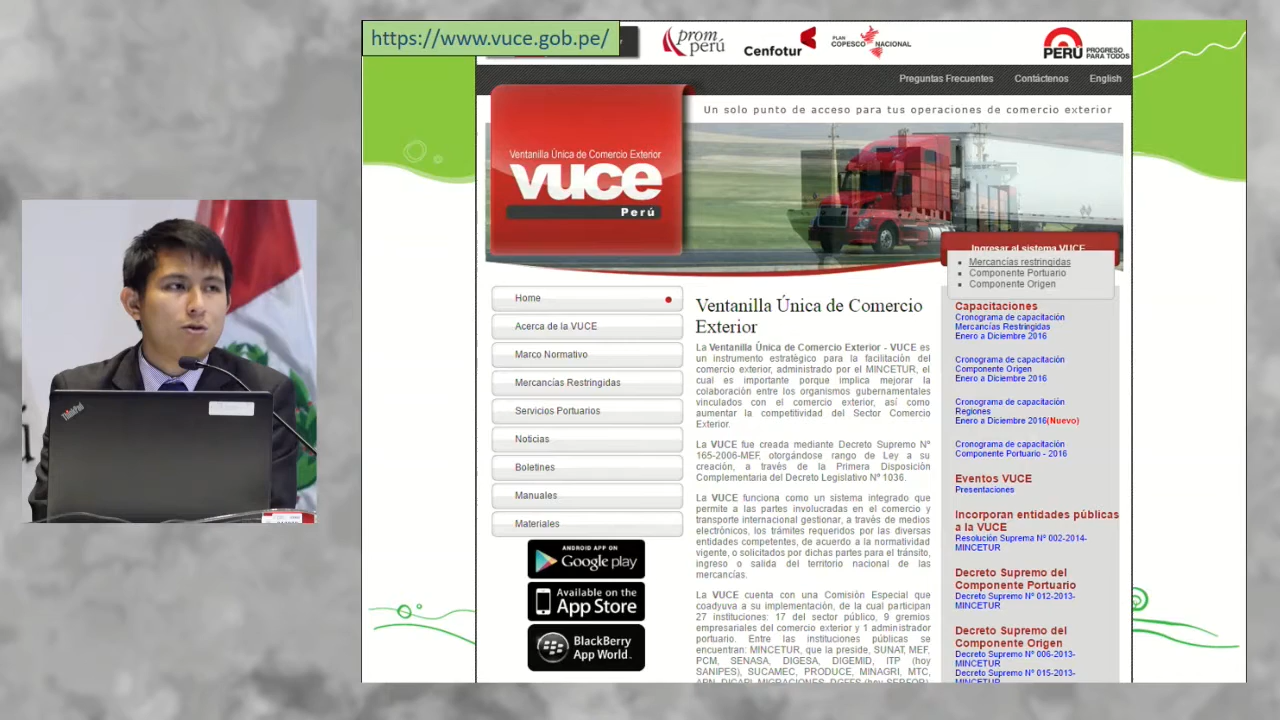 https://www.vuce.gob.pe/
prom
perú
Cenfotur
PLAN
COPESCO NACIONAL
PERÚ PROGRESO
PARA TODOS
Preguntas Frecuentes Contáctenos English
Un solo punto de acceso para tus operaciones de comercio exterior
Ventanilla Única de Comercio Exterior
vuce
Perú
Ingresar al sistema VUCE
Mercancías restringidas
Componente Portuario
Componente Origen
Home
Acerca de la VUCE
Marco Normativo
Mercancías Restringidas
Servicios Portuarios
Noticias
Boletines
Manuales
Materiales
ANDROID APP ON
Google play
Available on the
App Store
BlackBerry
App World
Ventanilla Única de Comercio
Exterior
La Ventanilla Única de Comercio Exterior - VUCE es
un instrumento estratégico para la facilitación del
comercio exterior, administrado por el MINCETUR, el
cual es importante porque implica mejorar la
colaboración entre los organismos gubernamentales
vinculados con el comercio exterior, así como
aumentar la competitividad del Sector Comercio
Exterior.
La VUCE fue creada mediante Decreto Supremo Nº
165-2006-MEF, otorgándose rango de Ley a su
creación, a través de la Primera Disposición
Complementaria del Decreto Legislativo Nº 1036.
La VUCE funciona como un sistema integrado que
permite a las partes involucradas en el comercio y
transporte internacional gestionar, a través de medios
electrónicos, los trámites requeridos por las diversas
entidades competentes, de acuerdo a la normatividad
vigente, o solicitados por dichas partes para el tránsito,
ingreso o salida del territorio nacional de las
mercancías.
La VUCE cuenta con una Comisión Especial que
coadyuva a su implementación, de la cual participan
27 instituciones: 17 del sector público, 9 gremios
empresariales del comercio exterior y 1 administrador
portuario. Entre las instituciones públicas se
encuentran: MINCETUR, que la preside, SUNAT, MEF,
PCM, SENASA, DIGESA, DIGEMID, ITP (hoy
SANIPES), SUCAMEC, PRODUCE, MINAGRI, MTC,
APN, DICAPI, MIGRACIONES, DGFFS (hoy SERFOR)
Capacitaciones
Cronograma de capacitación
Mercancías Restringidas
Enero a Diciembre 2016
Cronograma de capacitación
Componente Origen
Enero a Diciembre 2016
Cronograma de capacitación
Regiones
Enero a Diciembre 2016(Nuevo)
Cronograma de capacitación
Componente Portuario - 2016
Eventos VUCE
Presentaciones
Incorporan entidades públicas
a la VUCE
Resolución Suprema Nº 002-2014-
MINCETUR
Decreto Supremo del
Componente Portuario
Decreto Supremo Nº 012-2013-
MINCETUR
Decreto Supremo del
Componente Origen
Decreto Supremo Nº 006-2013-
MINCETUR
Decreto Supremo Nº 015-2013-
MINCETUR
ThinkPad